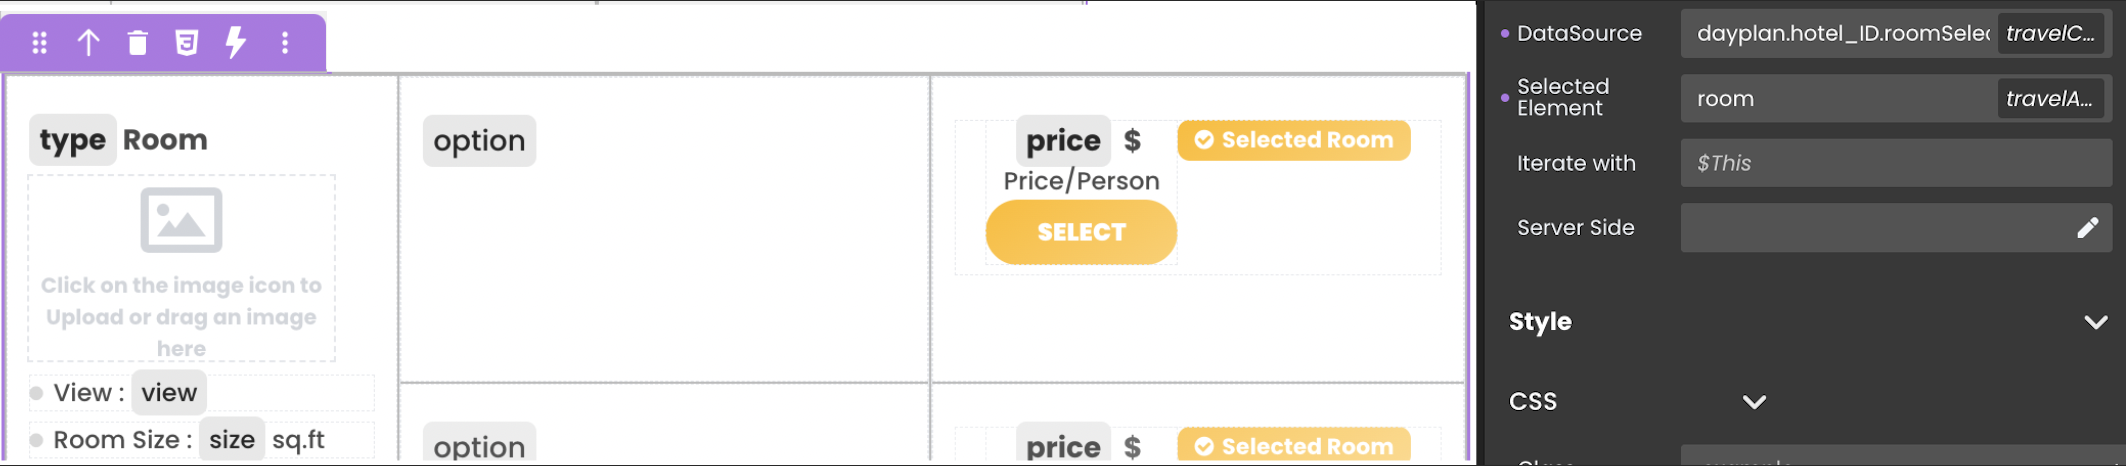 type Room
Click on the image icon to
Upload or drag an image
here
View : view
Room Size : size sq.ft
option
price $
Price/Person
SELECT
Selected Room
option
price $
Selected Room
DataSource
dayplan.hotel_ID.roomSelec
travelC...
Selected
Element
room
travelA...
Iterate with
$This
Server Side
Style
CSS